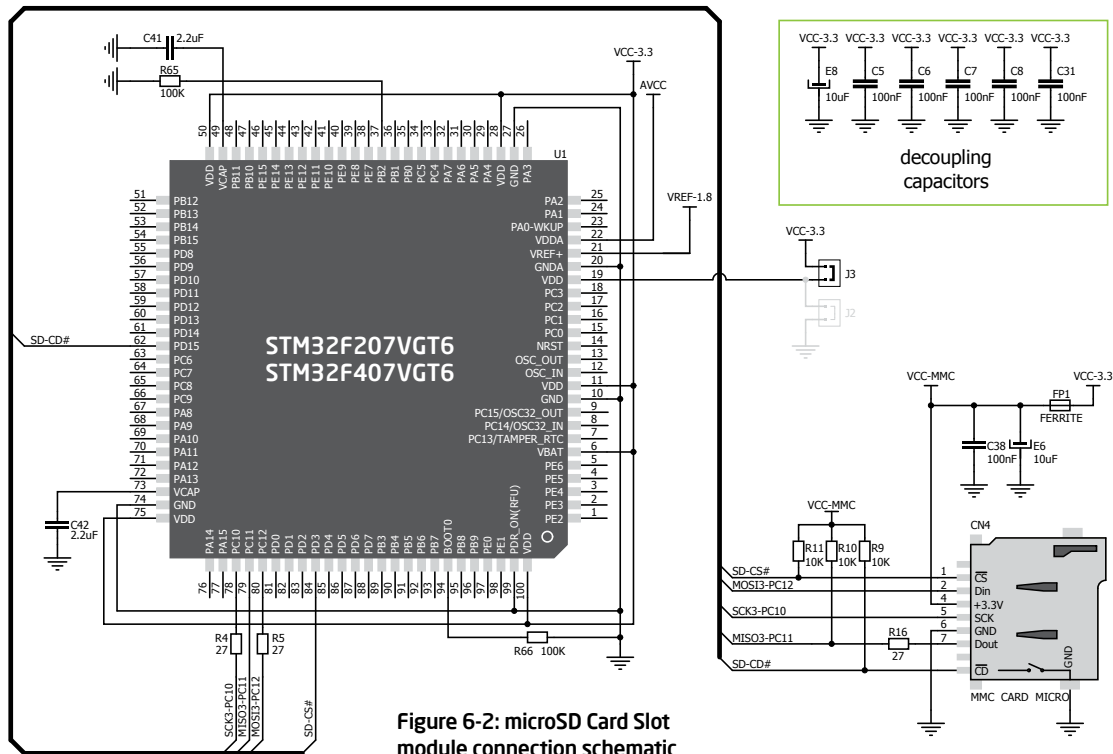 C41
2.2uF
R65
100K
VCC-3.3
AVCC
VREF-1.8
50 49 48 47 46 45 44 43 42 41 40 39 38 37 36 35 34 33 32 31 30 29 28 27 26
VDD VCAP PB11 PB10 PE15 PE14 PE13 PE12 PE11 PE10 PE9 PE8 PE7 PB2 PB1 PB0 PC5 PC4 PA7 PA6 PA5 PA4 VDD GND PA3
U1
51 PB12
52 PB13
53 PB14
54 PB15
55 PD8
56 PD9
57 PD10
58 PD11
59 PD12
60 PD13
61 PD14
SD-CD#
62 PD15
63 PC6
64 PC7
65 PC8
66 PC9
67 PA8
68 PA9
69 PA10
70 PA11
71 PA12
72 PA13
73 VCAP
74 GND
75 VDD
STM32F207VGT6
STM32F407VGT6
PA2 25
PA1 24
PA0-WKUP 23
VDDA 22
VREF+ 21
GNDA 20
VDD 19
PC3 18
PC2 17
PC1 16
PC0 15
NRST 14
OSC_OUT 13
OSC_IN 12
VDD 11
GND 10
PC15/OSC32_OUT 9
PC14/OSC32_IN 8
PC13/TAMPER_RTC 7
VBAT 6
PE6 5
PE5 4
PE4 3
PE3 2
PE2 1
C42
2.2uF
PA14 PA15 PC10 PC11 PC12 PD0 PD1 PD2 PD3 PD4 PD5 PD6 PD7 PB3 PB4 PB5 PB6 PB7 BOOT0 PB8 PB9 PE0 PE1 PDR_ON(RFU) VDD
76 77 78 79 80 81 82 83 84 85 86 87 88 89 90 91 92 93 94 95 96 97 98 99 100
R4
27
R5
27
R66 100K
SCK3-PC10
MISO3-PC11
MOSI3-PC12
SD-CS#
VCC-3.3 VCC-3.3 VCC-3.3 VCC-3.3 VCC-3.3 VCC-3.3
E8 C5 C6 C7 C8 C31
10uF 100nF 100nF 100nF 100nF 100nF
decoupling
capacitors
VCC-3.3
J3
J2
VCC-MMC
VCC-3.3
FP1
FERRITE
C38
100nF
E6
10uF
VCC-MMC
R11 R10 R9
10K 10K 10K
CN4
SD-CS# 1 CS
MOSI3-PC12 2 Din
4 +3.3V
SCK3-PC10 5 SCK
6 GND
MISO3-PC11 7 Dout
R16
27
SD-CD# CD
GND
MMC CARD MICRO
Figure 6-2: microSD Card Slot
module connection schematic